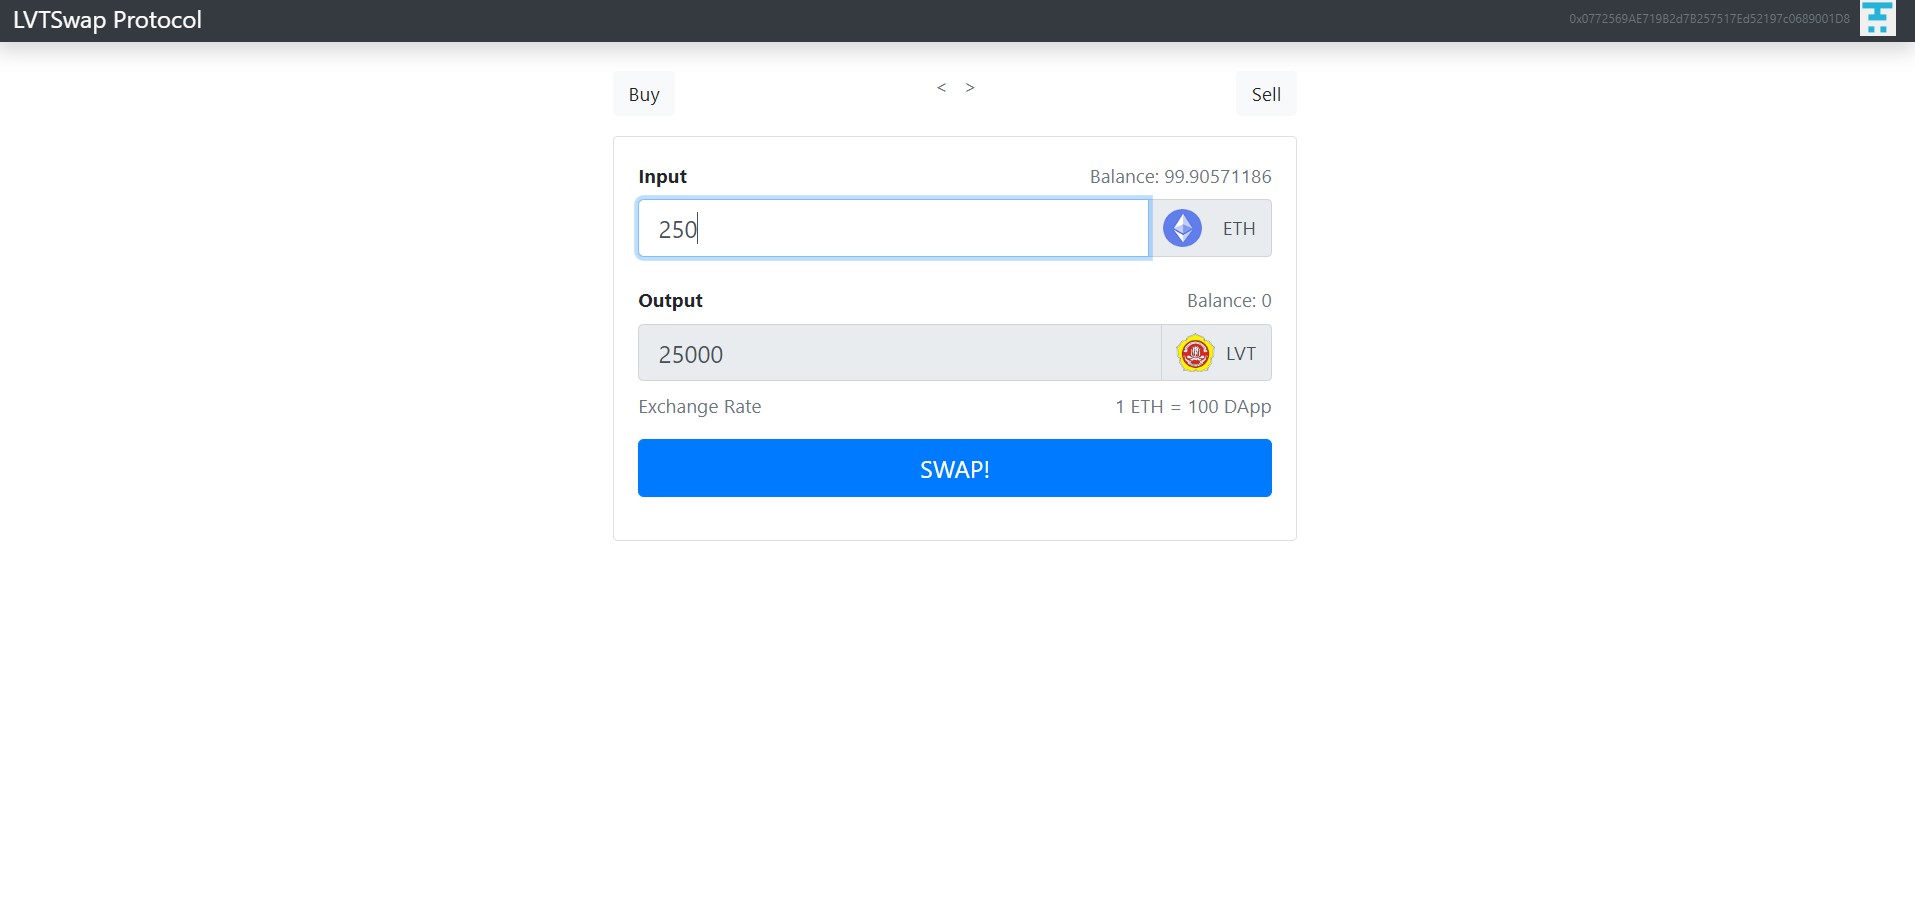 LVTSwap Protocol
0x0772569AE719B2d7B257517Ed52197c0689001D8
Buy < > Sell
Input Balance: 99.90571186
250 ETH
Output Balance: 0
25000 LVT
Exchange Rate 1 ETH = 100 DApp
SWAP!